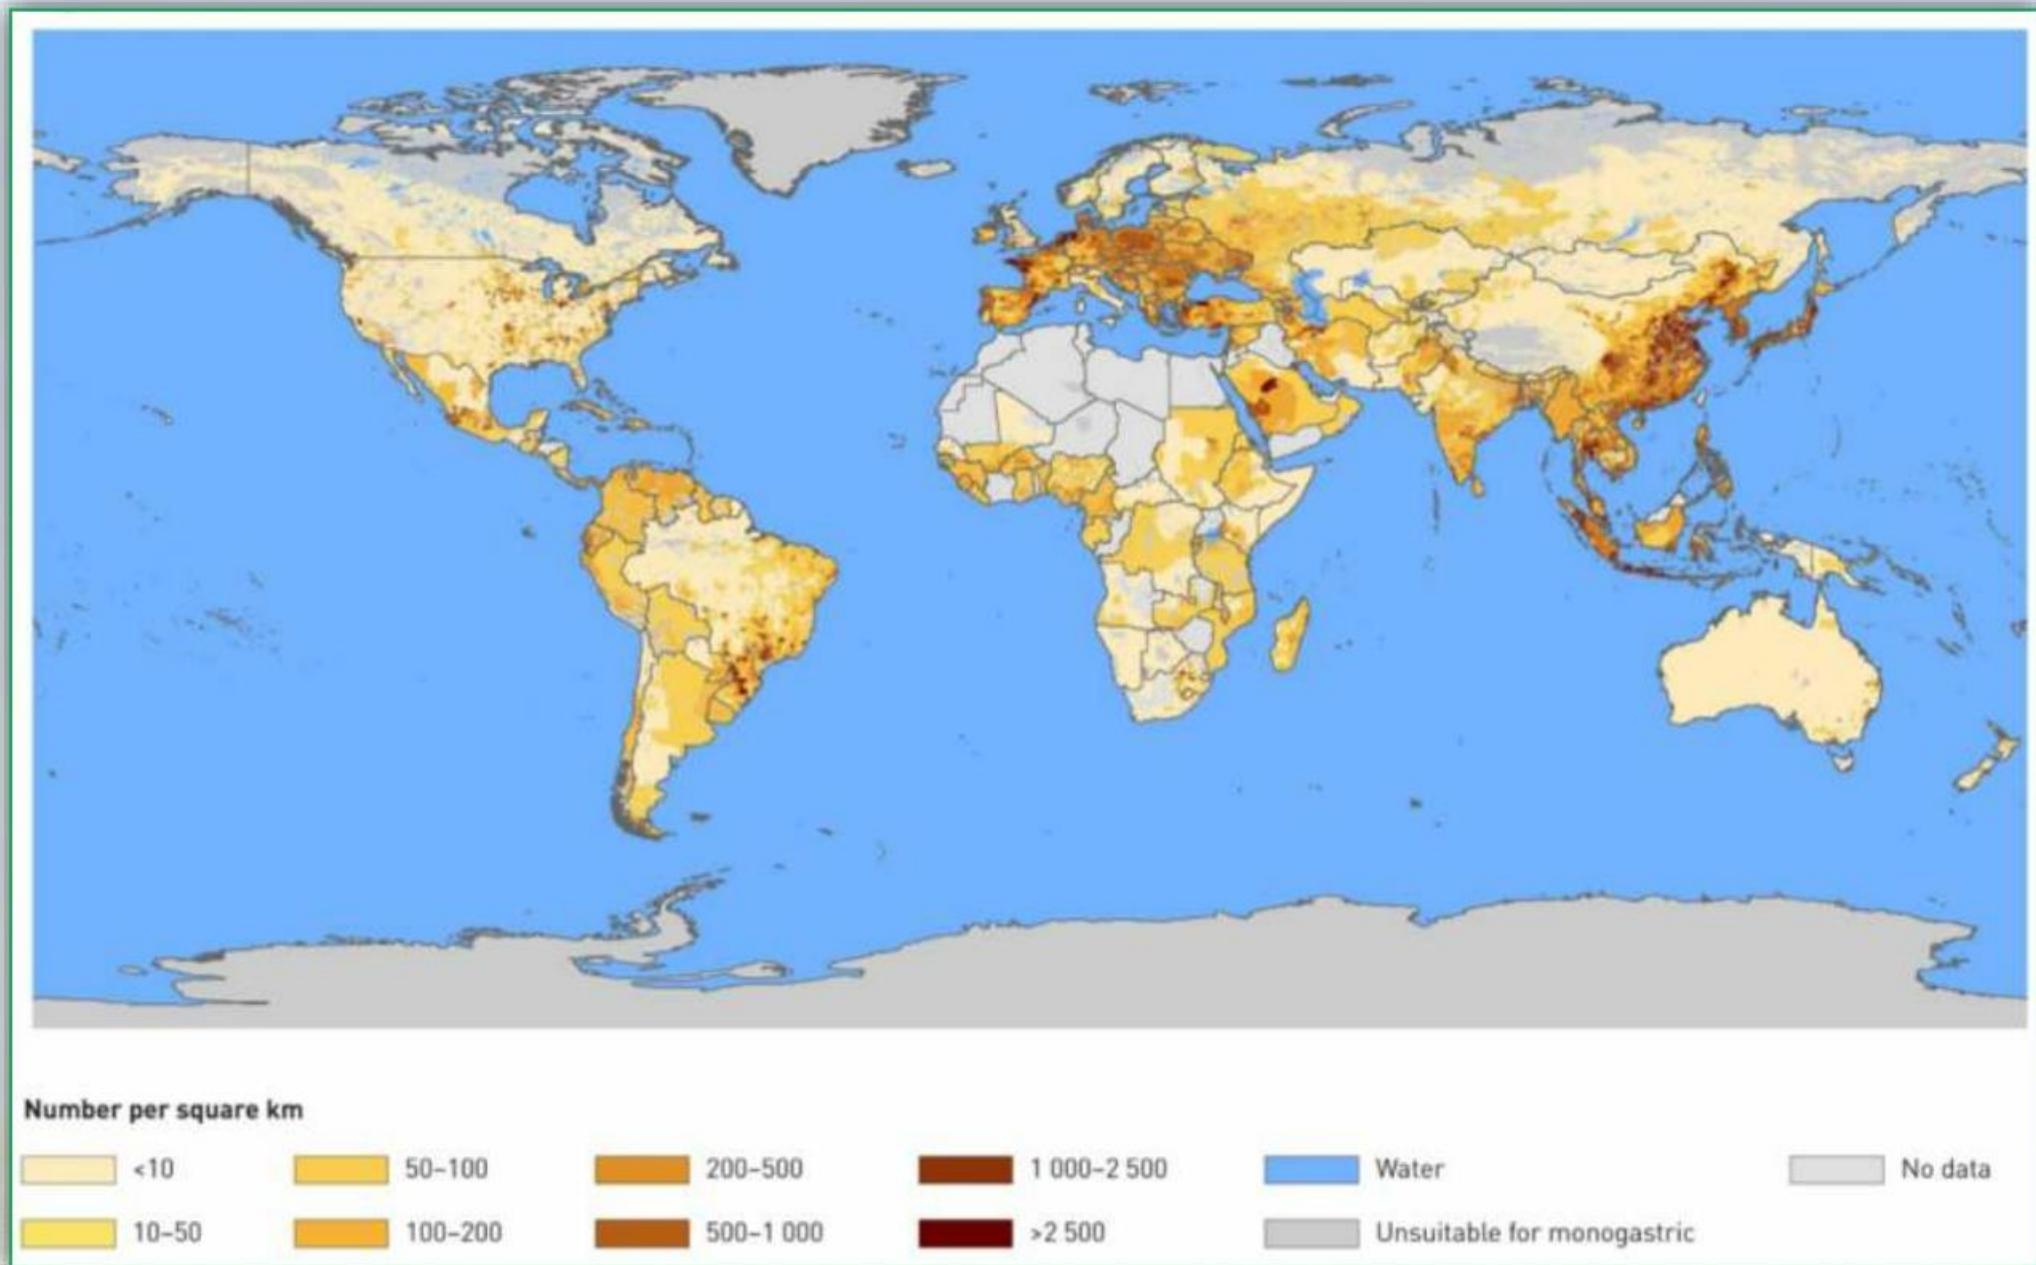 Number per square km
<10
50–100
200–500
1 000–2 500
Water
No data
10–50
100–200
500–1 000
>2 500
Unsuitable for monogastric